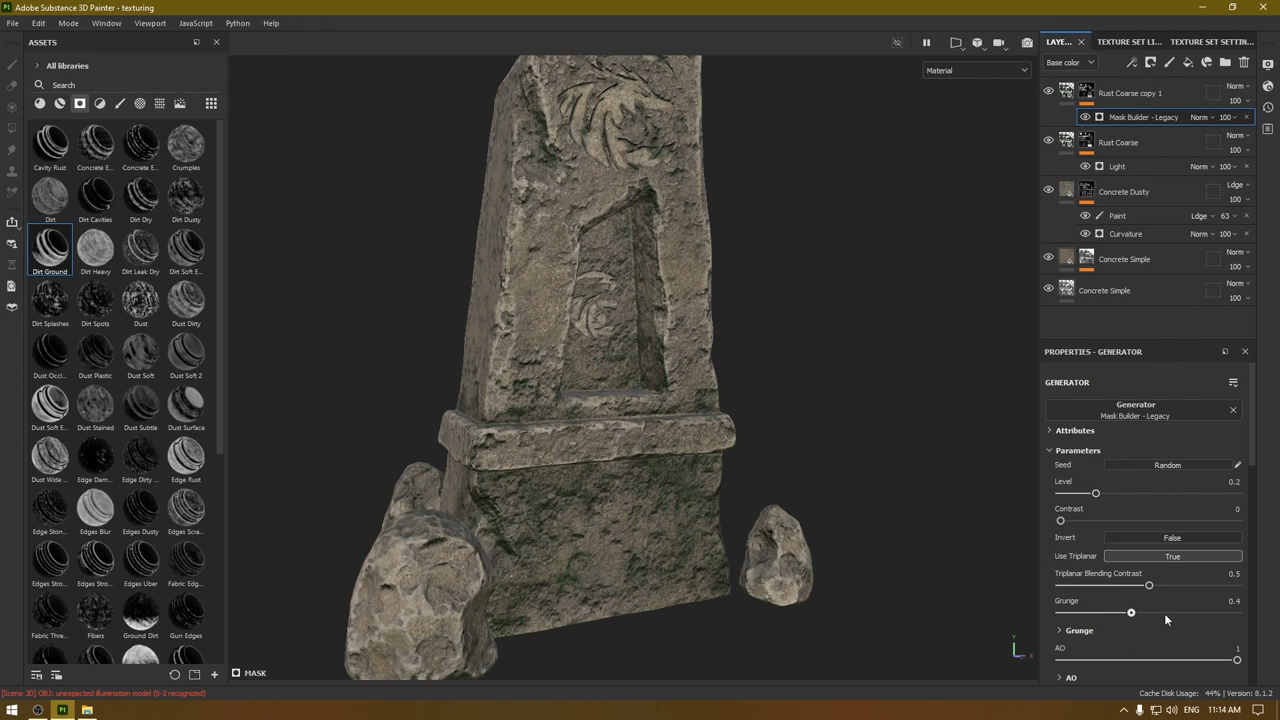 Adobe Substance 3D Painter - texturing
File Edit Mode Window Viewport JavaScript Python Help
ASSETS
All libraries
Search
Cavity Rust Concrete E... Concrete E... Crumples
Dirt Dirt Cavities Dirt Dry Dirt Dusty
Dirt Ground Dirt Heavy Dirt Leak Dry Dirt Soft E...
Dirt Splashes Dirt Spots Dust Dust Dirty
Dust Occl... Dust Plastic Dust Soft Dust Soft 2
Dust Soft E... Dust Stained Dust Subtle Dust Surface
Dust Wide ... Edge Dam... Edge Dirty ... Edge Rust
Edge Ston... Edges Blur Edges Dusty Edges Scra...
Edges Stro... Edges Stro... Edges Uber Fabric Edg...
Fabric Thre... Fibers Ground Dirt Gun Edges
Material
MASK
Y
LAYE... TEXTURE SET LI... TEXTURE SET SETTIN...
Base color
Rust Coarse copy 1 Norm 100
Mask Builder - Legacy Norm 100
Rust Coarse Norm 100
Light Norm 100
Concrete Dusty Ldge 100
Paint Ldge 63
Curvature Norm 100
Concrete Simple Norm 100
Concrete Simple Norm 100
PROPERTIES - GENERATOR
GENERATOR
Generator
Mask Builder - Legacy
Attributes
Parameters
Seed Random
Level 0.2
Contrast 0
Invert False
Use Triplanar True
Triplanar Blending Contrast 0.5
Grunge 0.4
Grunge
AO 1
AO
[Scene 3D] OBJ: unexpected illumination model (0-2 recognized)
Cache Disk Usage: 44% | Version: 8.1.2
ENG 11:14 AM